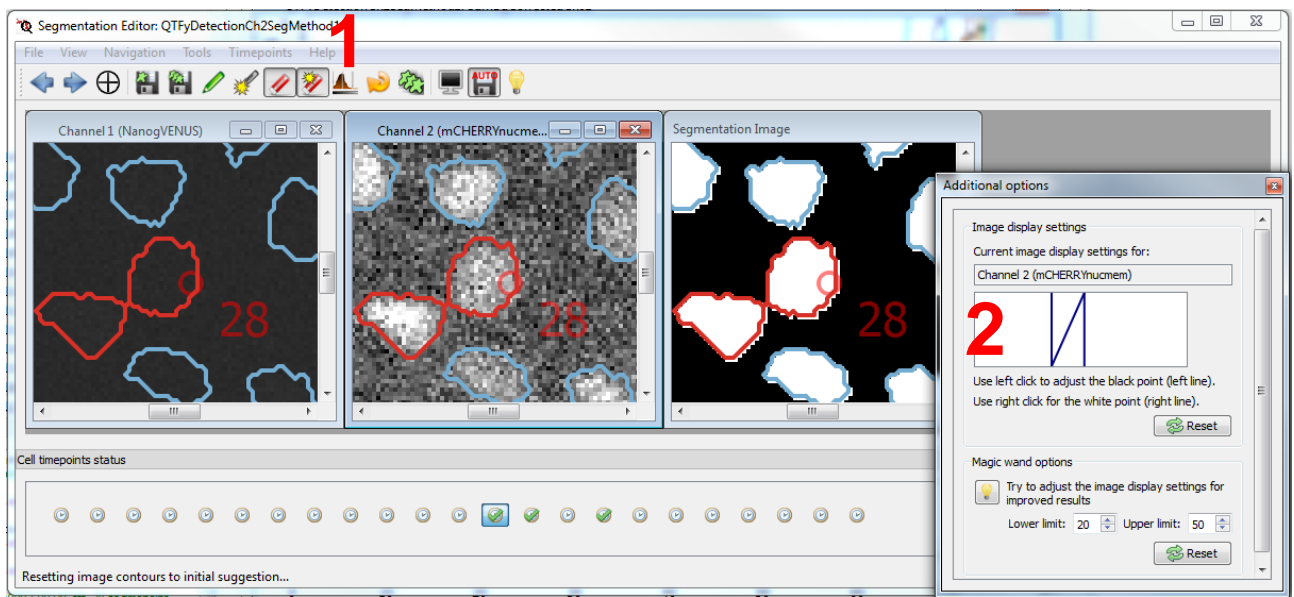 Segmentation Editor: QTFyDetectionCh2SegMethod1
1
File View Navigation Tools Timepoints Help
AUTO
Channel 1 (NanogVENUS)
Channel 2 (mCHERRYnucme...
Segmentation Image
28
28
28
Additional options
Image display settings
Current image display settings for:
Channel 2 (mCHERRYnucmem)
2
Use left click to adjust the black point (left line).
Use right click for the white point (right line).
Reset
Magic wand options
Try to adjust the image display settings for
improved results
Lower limit: 20 Upper limit: 50
Reset
Cell timepoints status
Resetting image contours to initial suggestion...